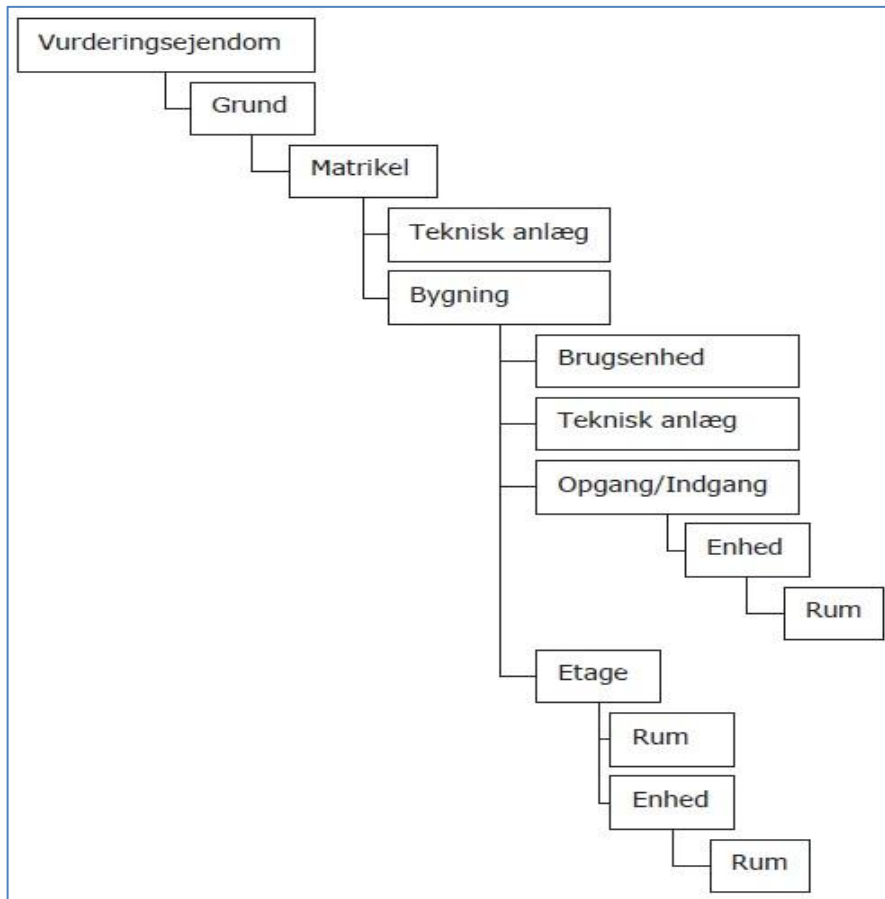 Vurderingsejendom
Grund
Matrikel
Teknisk anlæg
Bygning
Brugsenhed
Teknisk anlæg
Opgang/Indgang
Enhed
Rum
Etage
Rum
Enhed
Rum